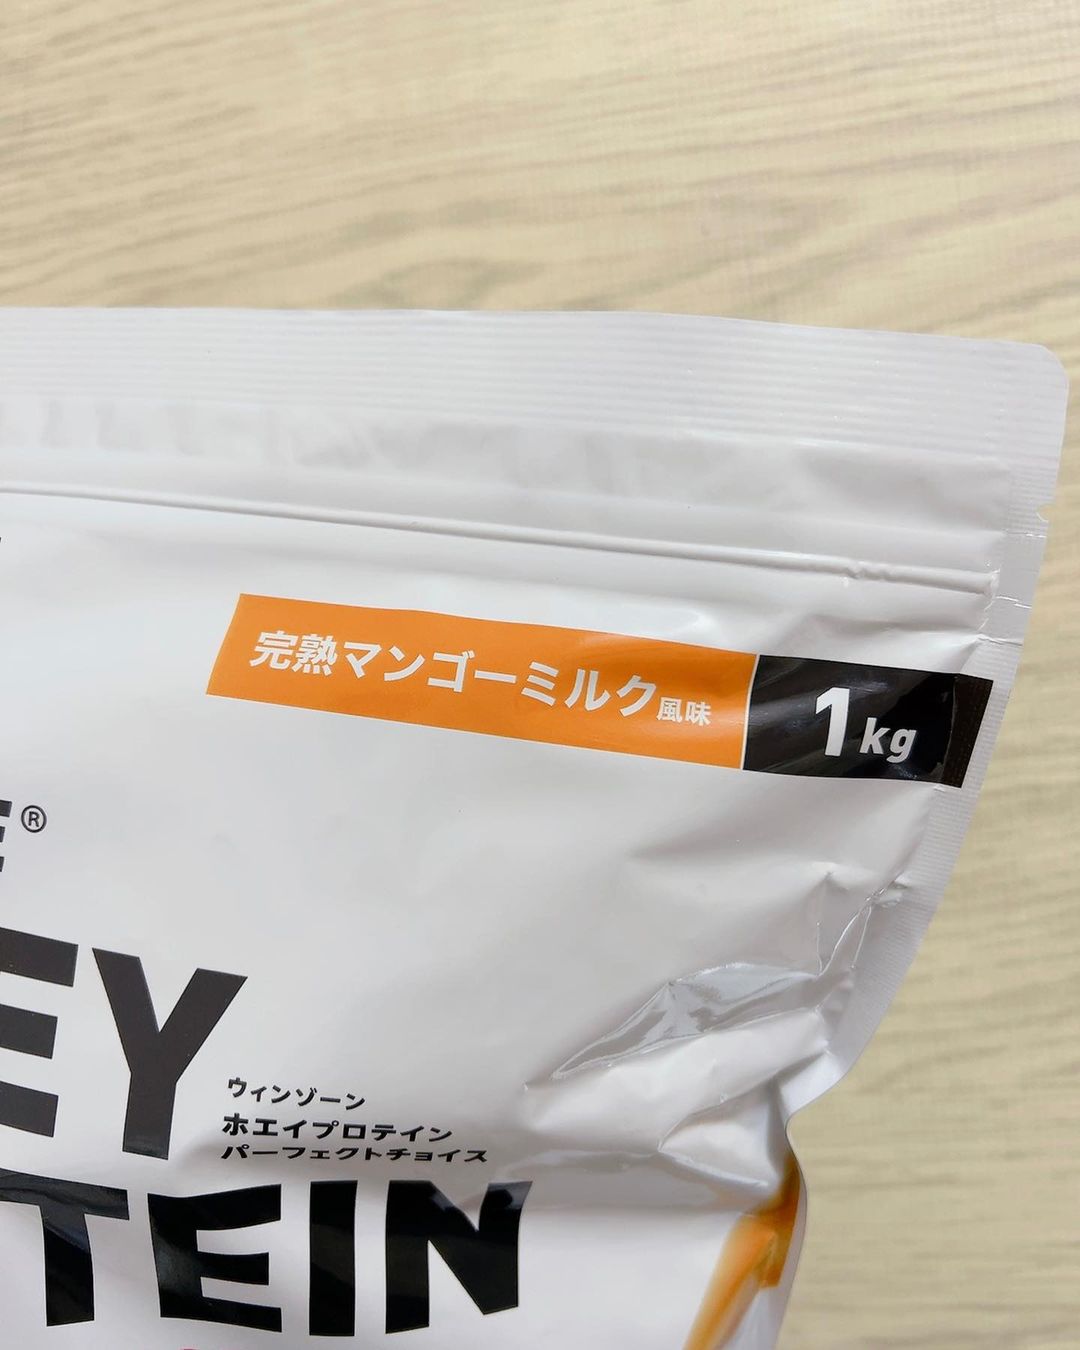 完熟マンゴーミルク風味 1kg
E®
EY
ウィンゾーン
ホエイプロテイン
パーフェクトチョイス
TEIN